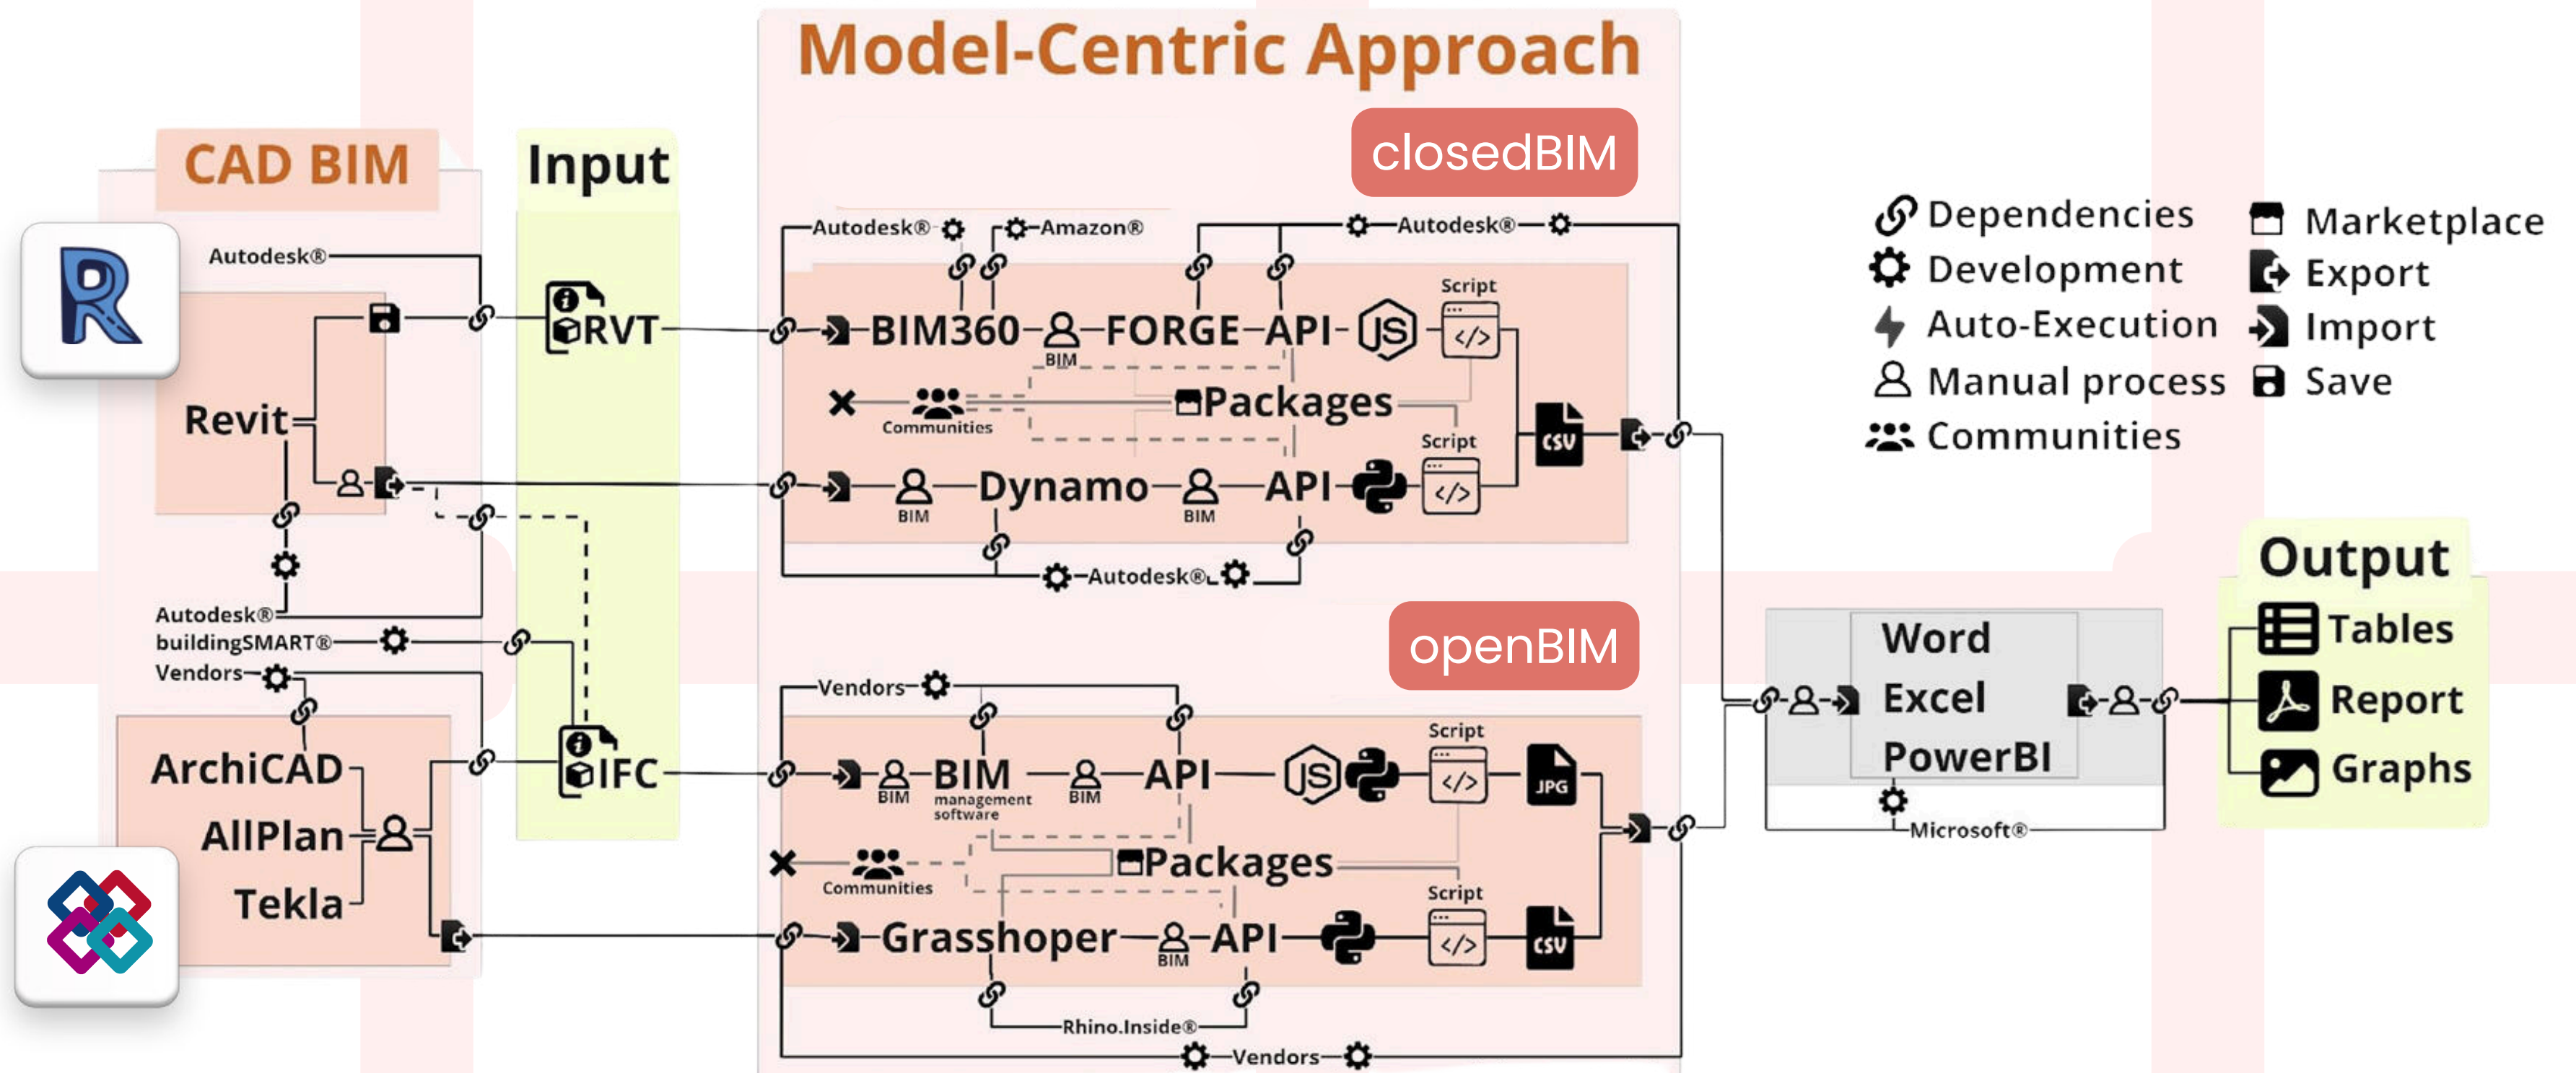 Model-Centric Approach
closedBIM
CAD BIM
Input
Autodesk®
Revit
Autodesk®
buildingSMART®
Vendors
ArchiCAD
AllPlan
Tekla
RVT
IFC
Autodesk®
Amazon®
Autodesk®
BIM360
BIM
FORGE
API
JS
Script
</>
Communities
Packages
CSV
BIM
Dynamo
BIM
API
Script
</>
Autodesk®
openBIM
Vendors
BIM
BIM
management
software
BIM
API
JS
Script
</>
JPG
Communities
Packages
Grasshoper
BIM
API
Script
</>
CSV
Rhino.Inside®
Vendors
Dependencies
Development
Auto-Execution
Manual process
Communities
Marketplace
Export
Import
Save
Word
Excel
PowerBI
Microsoft®
Output
Tables
Report
Graphs